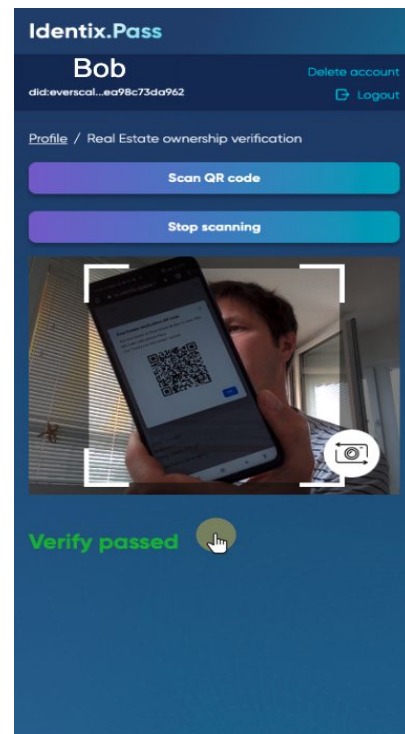 Identix.Pass
Bob
Delete account
did:everscal...ea98c73da962
Logout
Profile / Real Estate ownership verification
Scan QR code
Stop scanning
Verify passed